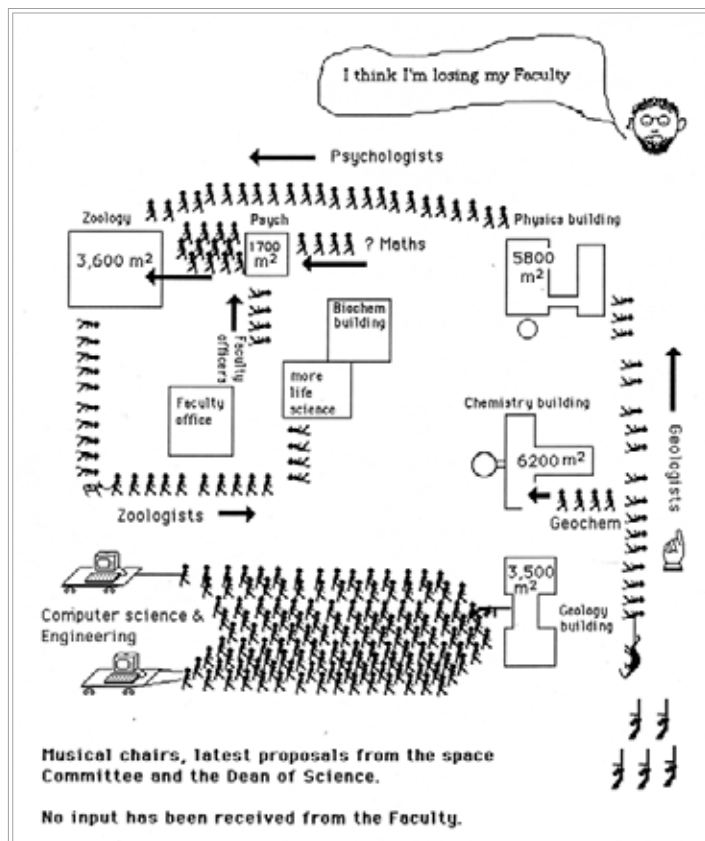 I think I'm losing my Faculty
Psychologists
Zoology
Psych
Physics building
3,600 m²
1700
m²
? Maths
5800
m²
Biochem
building
Faculty
officers
more
life
science
Faculty
office
Chemistry building
6200 m²
Geologists
Zoologists
Geochem
3,500
m²
Computer science &
Engineering
Geology
building
Musical chairs, latest proposals from the space
Committee and the Dean of Science.
No input has been received from the Faculty.